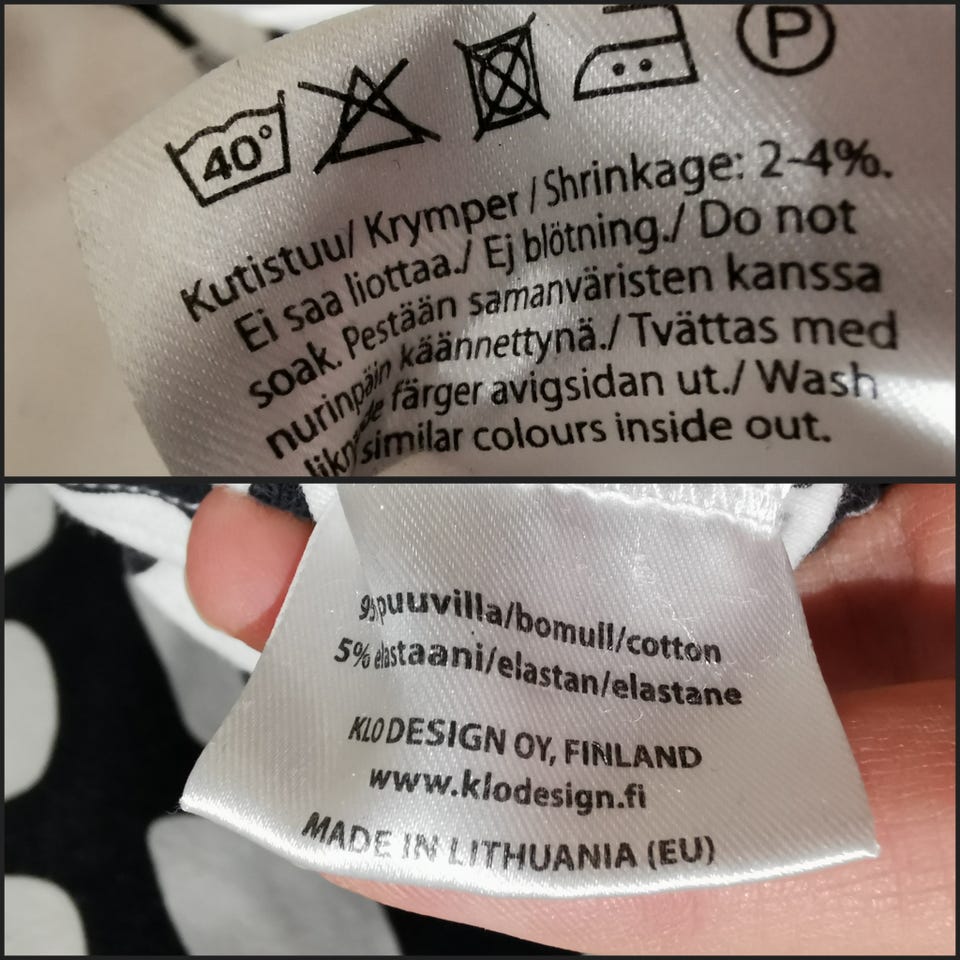 40°
P
Kutistuu/ Krymper / Shrinkage: 2-4%.
Ei saa liottaa./ Ej blötning./ Do not
soak. Pestään samanväristen kanssa
nurinpäin käännettynä./ Tvättas med
färger avigsidan ut./ Wash
similar colours inside out.
puuvilla/bomull/cotton
5% elastaani/elastan/elastane
KLO DESIGN OY, FINLAND
www.klodesign.fi
MADE IN LITHUANIA (EU)